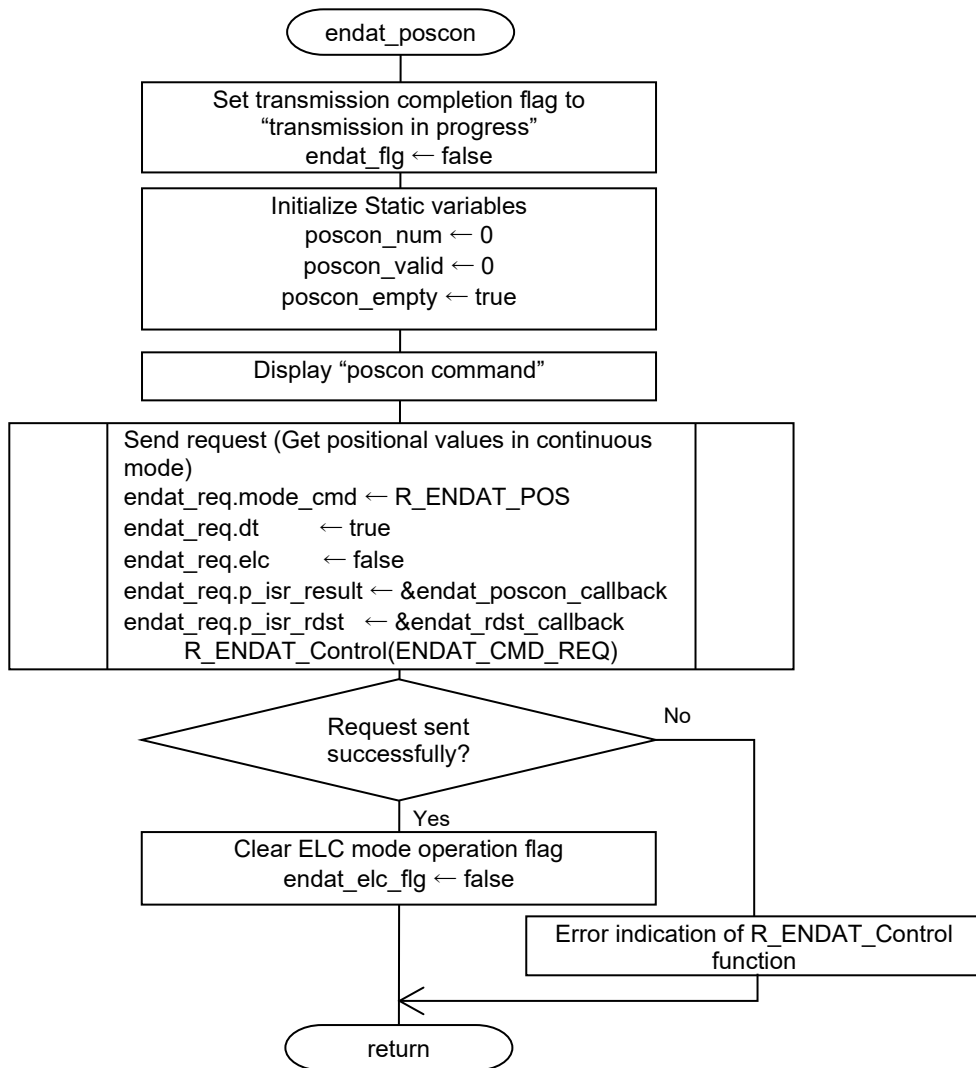 endat_poscon
Set transmission completion flag to
“transmission in progress”
endat_flg ← false
Initialize Static variables
poscon_num ← 0
poscon_valid ← 0
poscon_empty ← true
Display “poscon command”
Send request (Get positional values in continuous
mode)
endat_req.mode_cmd ← R_ENDAT_POS
endat_req.dt ← true
endat_req.elc ← false
endat_req.p_isr_result ← &endat_poscon_callback
endat_req.p_isr_rdst ← &endat_rdst_callback
R_ENDAT_Control(ENDAT_CMD_REQ)
Request sent
successfully?
No
Yes
Clear ELC mode operation flag
endat_elc_flg ← false
Error indication of R_ENDAT_Control
function
return